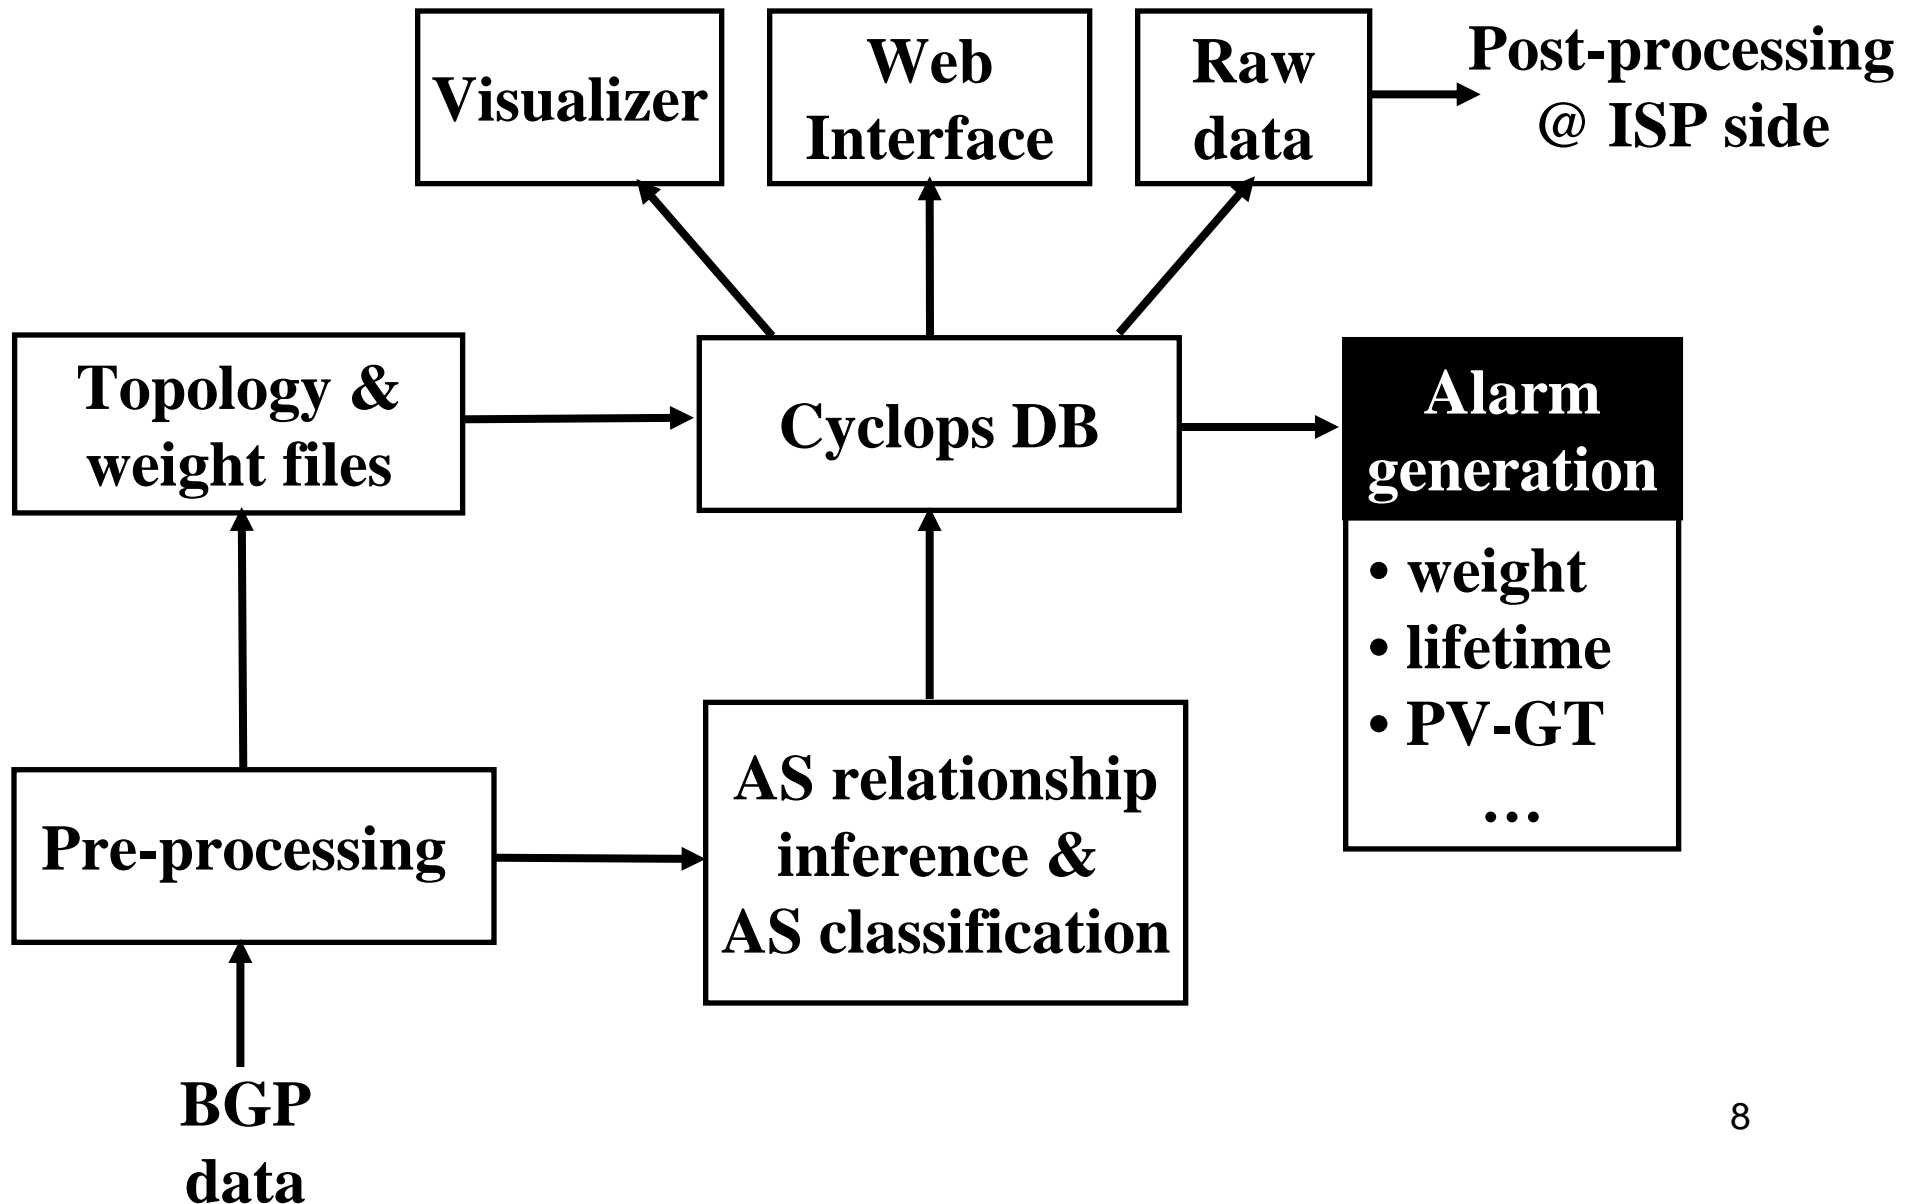 Visualizer
Web
Interface
Raw
data
Post-processing
@ ISP side
Topology &
weight files
Cyclops DB
Alarm
generation
• weight
• lifetime
• PV-GT
...
Pre-processing
AS relationship
inference &
AS classification
BGP
data
8